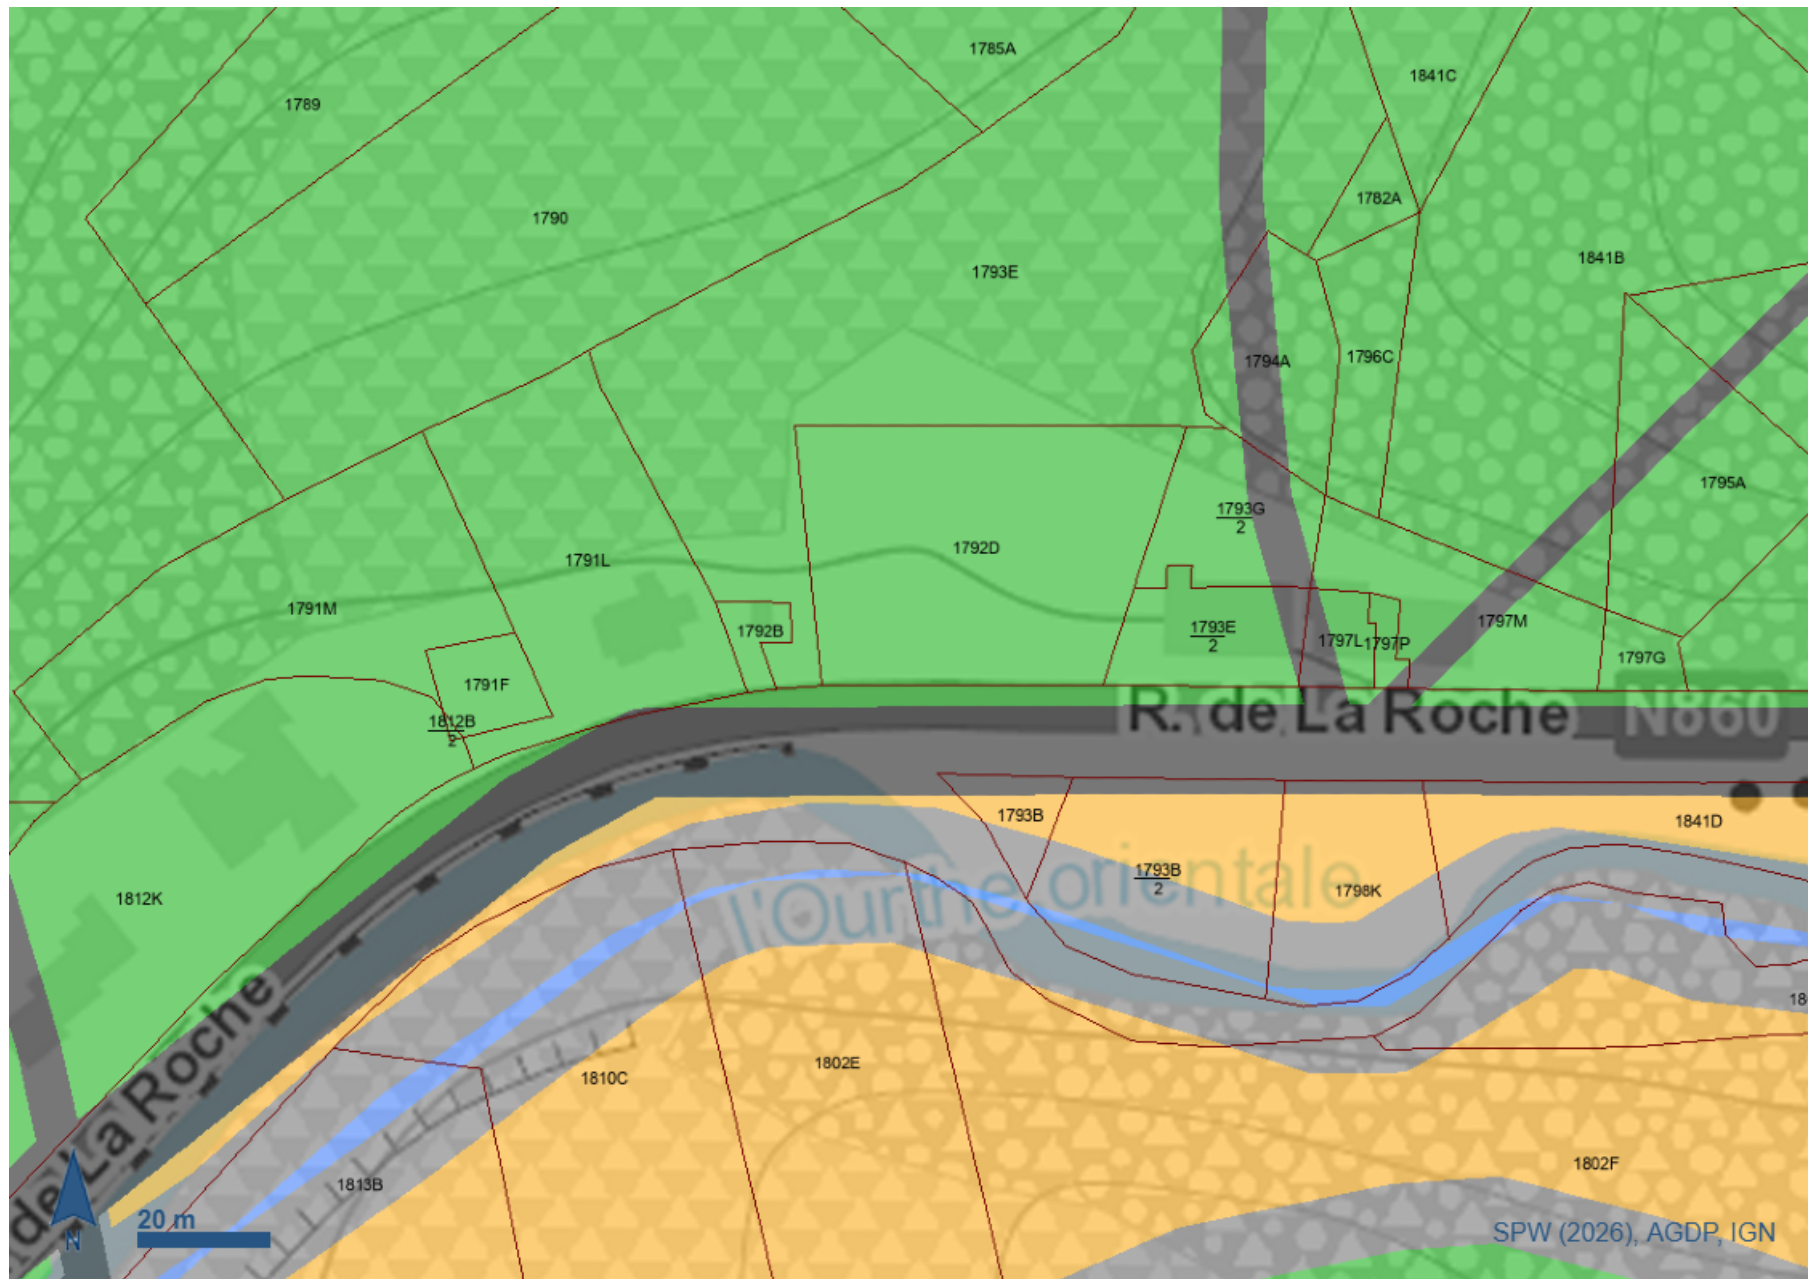 1785A
1841C
1789
1782A
1790
1841B
1793E
1794A
1796C
1795A
1793G
2
1792D
1791L
1791M
1797M
1792B
1793E
2
1797L
1797P
1797G
1791F
1812B
2
R. de La Roche
N860
1793B
1841D
1793B
2
l'Ourthe orientale
1798K
1812K
de La Roche
1802E
1810C
1802F
1813B
20 m
N
SPW (2026), AGDP, IGN